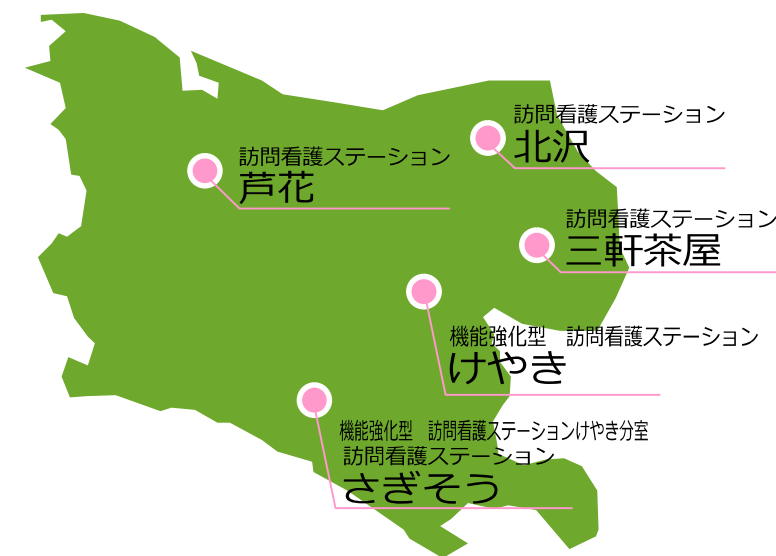 訪問看護ステーション
北沢
訪問看護ステーション
芦花
訪問看護ステーション
三軒茶屋
機能強化型　訪問看護ステーション
けやき
機能強化型　訪問看護ステーションけやき分室
訪問看護ステーション
さぎそう